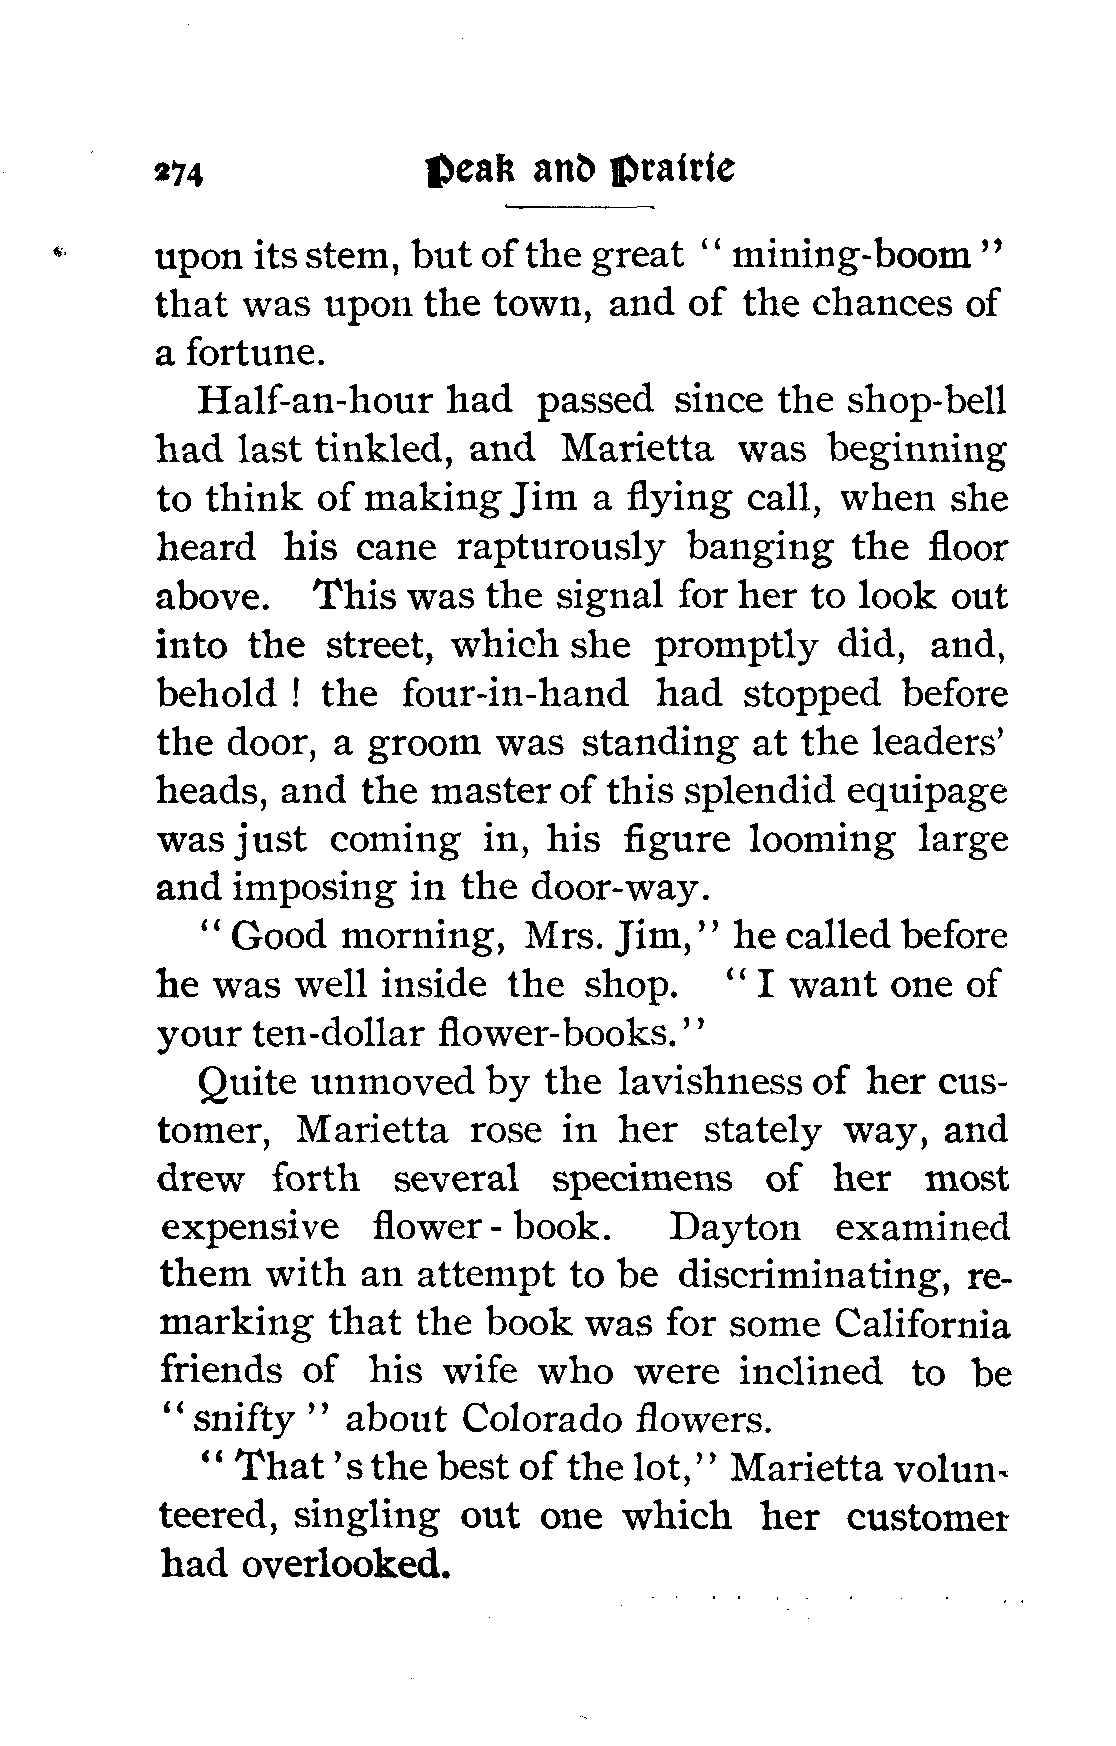 274 Peak and Prairie
upon its stem, but of the great " mining-boom "
that was upon the town, and of the chances of
a fortune.
Half-an-hour had passed since the shop-bell
had last tinkled, and Marietta was beginning
to think of making Jim a flying call, when she
heard his cane rapturously banging the floor
above. This was the signal for her to look out
into the street, which she promptly did, and,
behold ! the four-in-hand had stopped before
the door, a groom was standing at the leaders'
heads, and the master of this splendid equipage
was just coming in, his figure looming large
and imposing in the door-way.
" Good morning, Mrs. Jim," he called before
he was well inside the shop. " I want one of
your ten-dollar flower-books."
Quite unmoved by the lavishness of her cus-
tomer, Marietta rose in her stately way, and
drew forth several specimens of her most
expensive flower - book. Dayton examined
them with an attempt to be discriminating, re-
marking that the book was for some California
friends of his wife who were inclined to be
" snifty " about Colorado flowers.
" That 's the best of the lot," Marietta volun-
teered, singling out one which her customer
had overlooked.